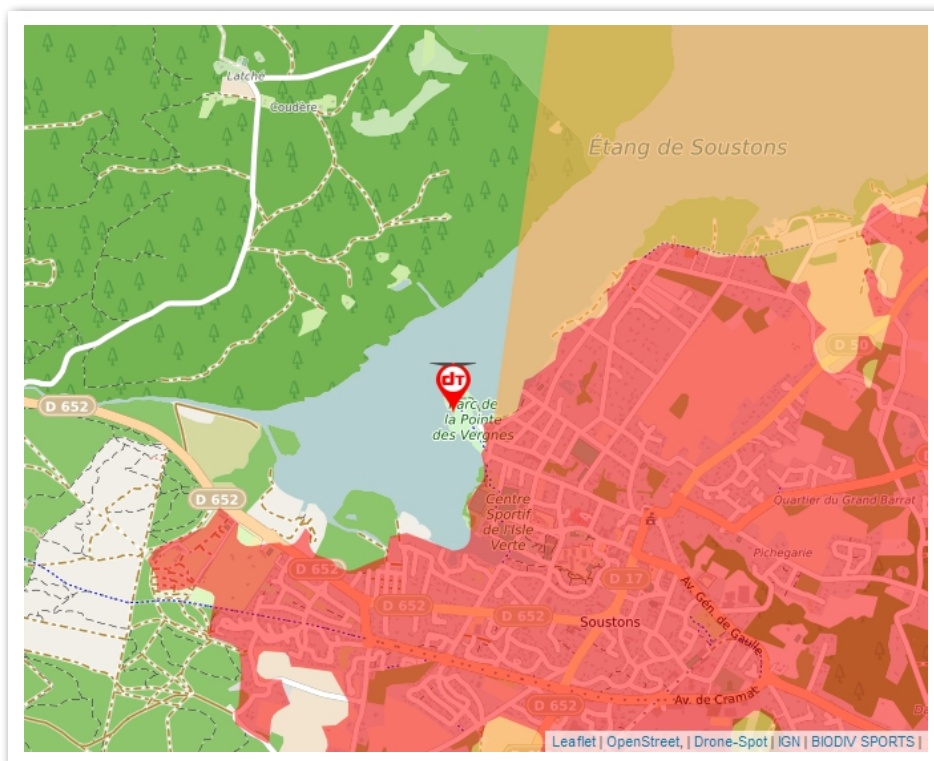 Latché
Coudère
Étang de Soustons
D 50
D 652
dT
Parc de
la Pointe
des Vergnes
D 652
Centre
Sportif
de l'Isle
Verte
Quartier du Grand Barrat
Pichegarie
D 652
D 17
D 652
D 652
Av. Gén. de Gaulle
Soustons
Av. de Cramat
D 652
Leaflet | OpenStreet, | Drone-Spot | IGN | BIODIV SPORTS |